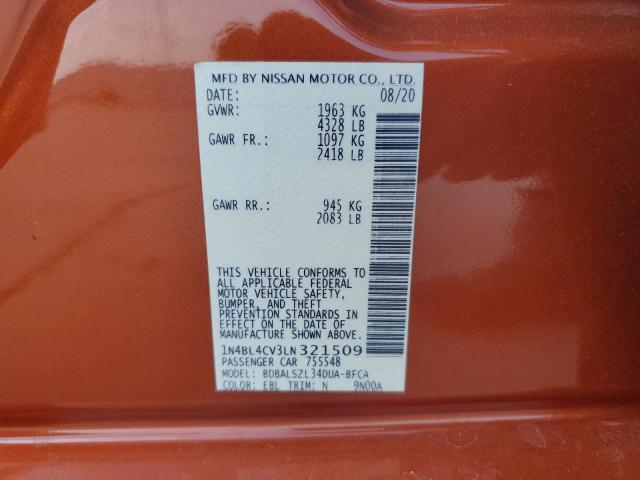 MFD BY NISSAN MOTOR CO., LTD.
DATE: 08/20
GVWR: 1963 KG
4328 LB
GAWR FR.: 1097 KG
2418 LB
GAWR RR.: 945 KG
2083 LB
THIS VEHICLE CONFORMS TO
ALL APPLICABLE FEDERAL
MOTOR VEHICLE SAFETY,
BUMPER, AND THEFT
PREVENTION STANDARDS
IN EFFECT ON THE DATE OF
MANUFACTURE SHOWN ABOVE.
1N4BL4CV3LN321509
PASSENGER CAR 755548
MODEL: BDBALSZL34DUA-BFCA
COLOR: EBL TRIM: N 9N00A